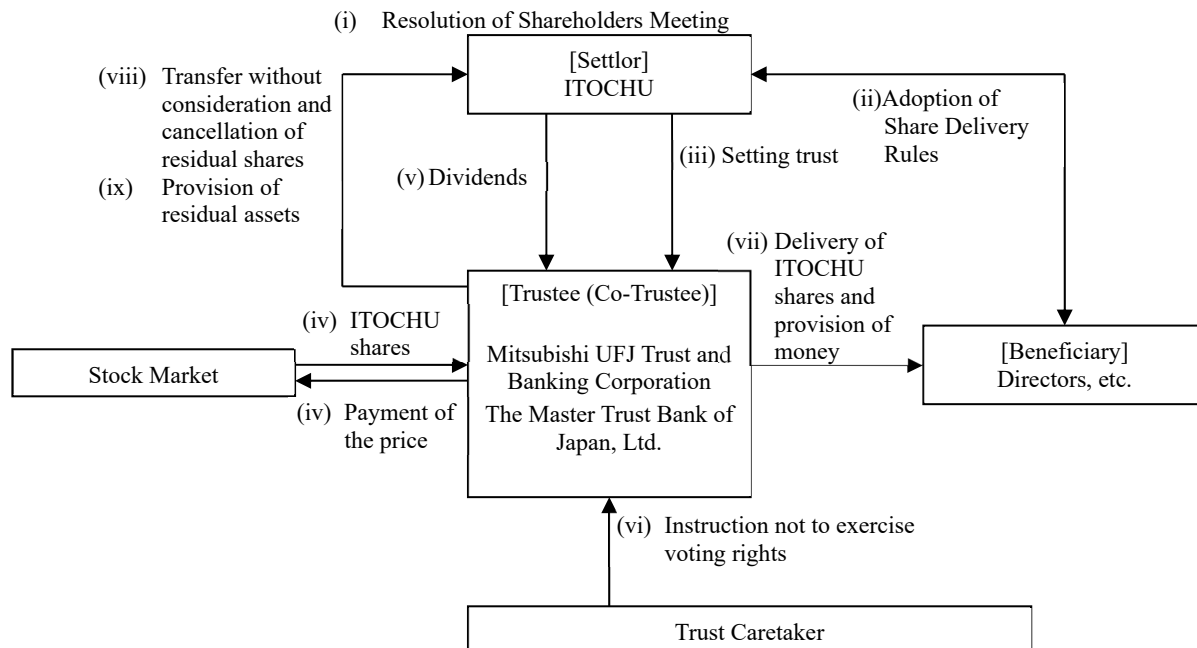 (i) Resolution of Shareholders Meeting
[Settlor]
ITOCHU
(viii) Transfer without
consideration and
cancellation of
residual shares
(ix) Provision of
residual assets
(ii)Adoption of
Share Delivery
Rules
(v) Dividends
(iii) Setting trust
(vii) Delivery of
ITOCHU
shares and
provision of
money
[Trustee (Co-Trustee)]
Mitsubishi UFJ Trust and
Banking Corporation
The Master Trust Bank of
Japan, Ltd.
(iv) ITOCHU
shares
Stock Market
(iv) Payment of
the price
[Beneficiary]
Directors, etc.
(vi) Instruction not to exercise
voting rights
Trust Caretaker